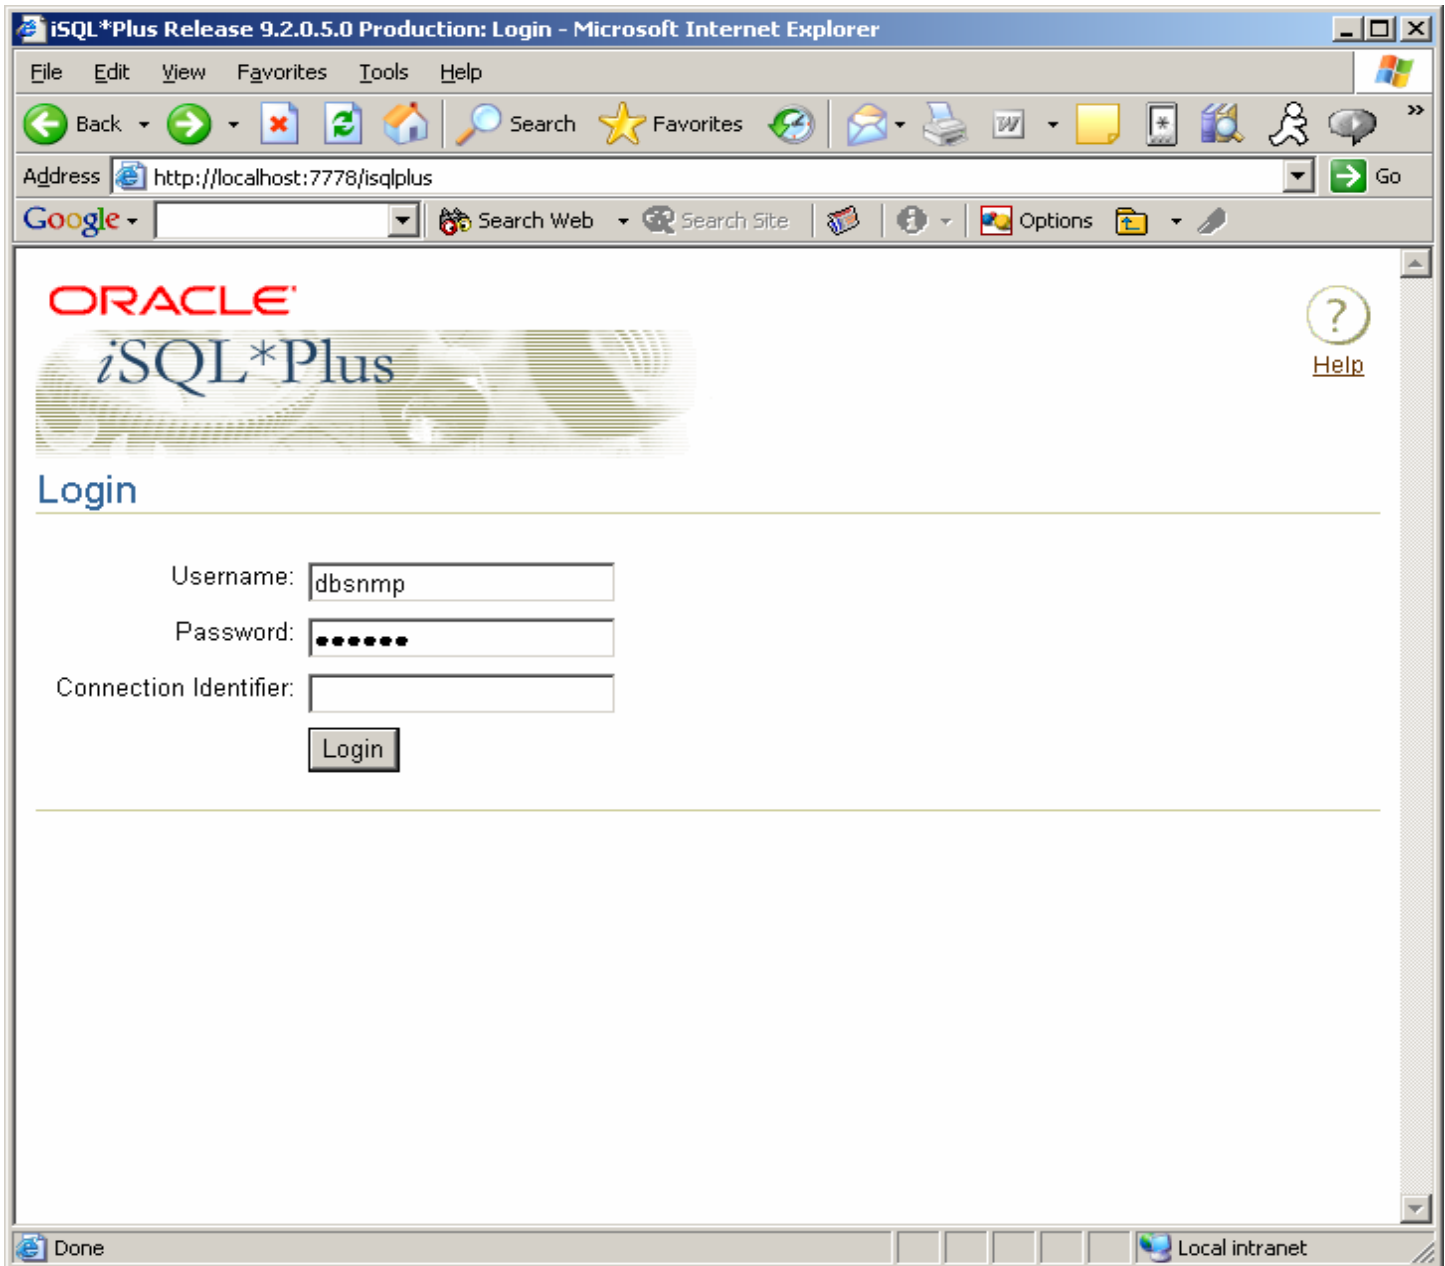 iSQL*Plus Release 9.2.0.5.0 Production: Login - Microsoft Internet Explorer
File Edit View Favorites Tools Help
Back Search Favorites W »
Address http://localhost:7778/isqlplus Go
Google Search Web Search Site Options
ORACLE
iSQL*Plus
?
Help
Login
Username: dbsnmp
Password: ••••••
Connection Identifier:
Login
Done Local intranet